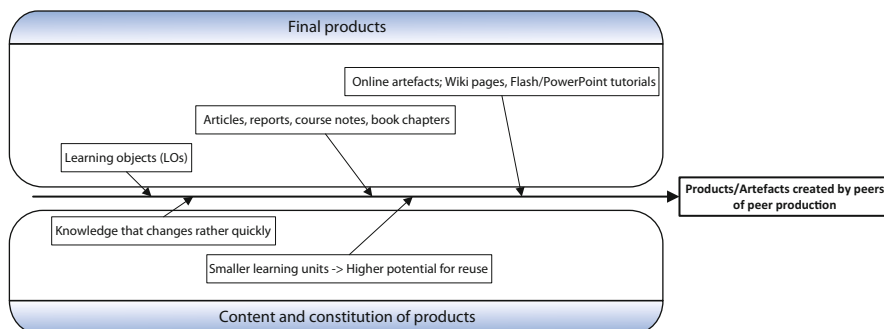 Final products
Online artefacts; Wiki pages, Flash/PowerPoint tutorials
Articles, reports, course notes, book chapters
Learning objects (LOs)
Products/Artefacts created by peers
of peer production
Knowledge that changes rather quickly
Smaller learning units -> Higher potential for reuse
Content and constitution of products